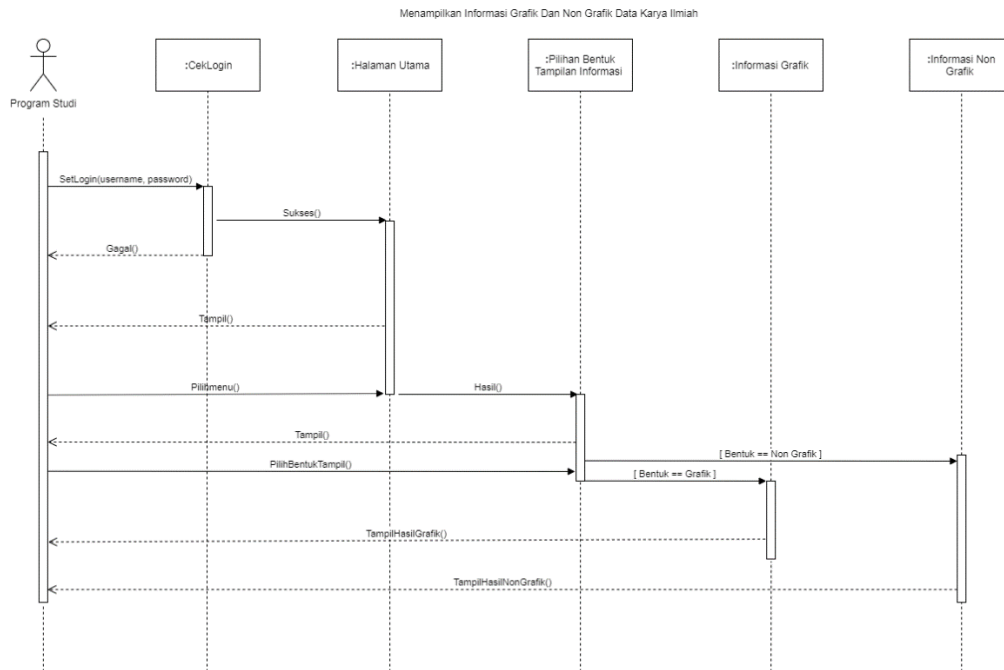 Menampilkan Informasi Grafik Dan Non Grafik Data Karya Ilmiah
Program Studi
:CekLogin
:Halaman Utama
:Pilihan Bentuk
Tampilan Informasi
:Informasi Grafik
:Informasi Non
Grafik
SetLogin(username, password)
Sukses()
Gagal()
Tampil()
Pilihmenu()
Hasil()
Tampil()
[ Bentuk == Non Grafik ]
PilihBentukTampil()
[ Bentuk == Grafik ]
TampilHasilGrafik()
TampilHasilNonGrafik()